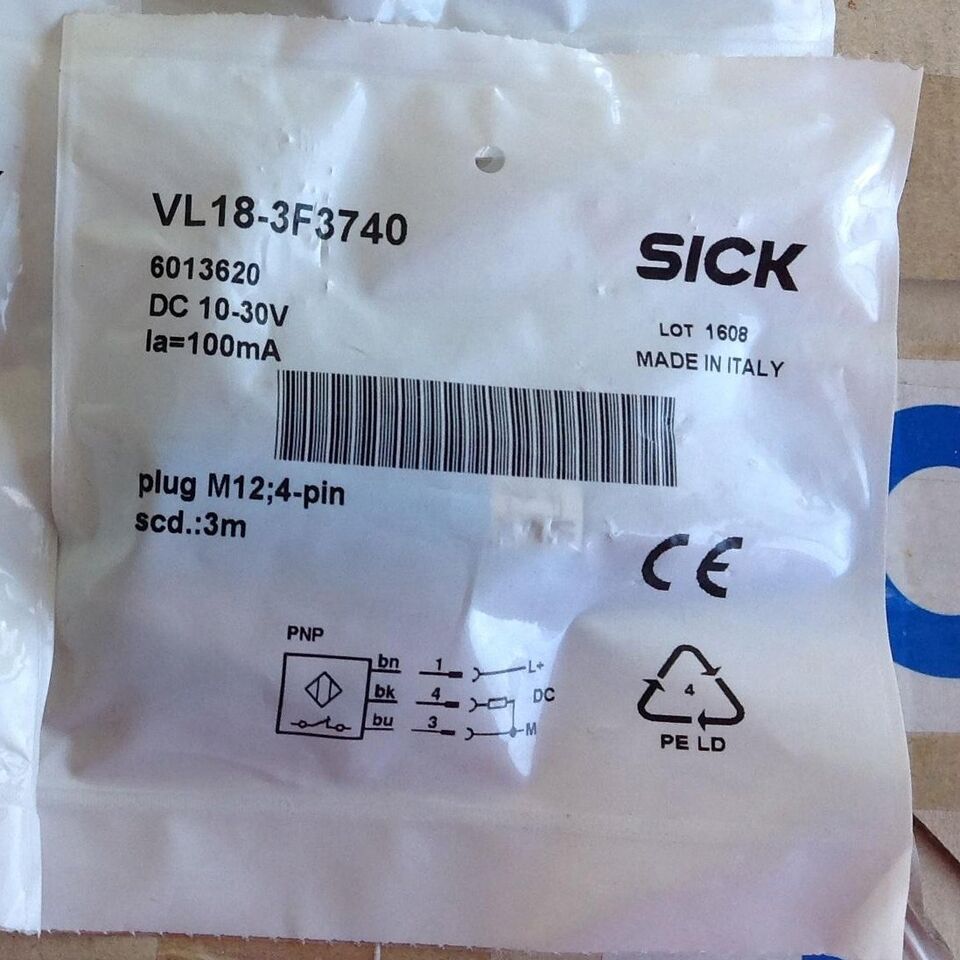 VL18-3F3740
6013620
DC 10-30V
Ia=100mA
SICK
LOT 1608
MADE IN ITALY
plug M12;4-pin
scd.:3m
CE
PNP
bn 1 L+
bk 4 DC
bu 3 M
4
PE LD